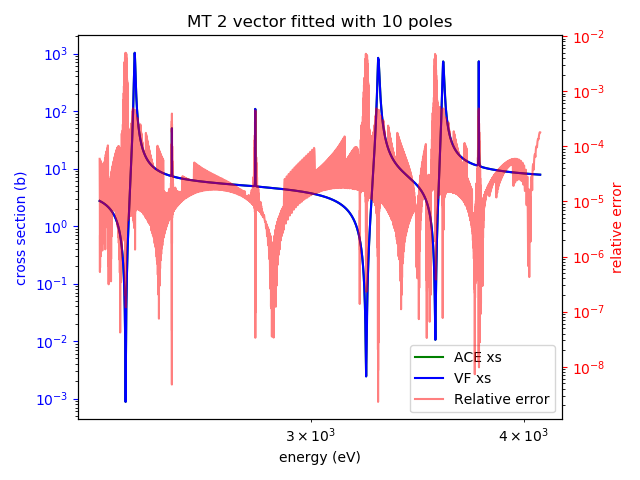 MT 2 vector fitted with 10 poles
10³
10²
10¹
10⁰
10⁻¹
10⁻²
10⁻³
cross section (b)
10⁻²
10⁻³
10⁻⁴
10⁻⁵
10⁻⁶
10⁻⁷
10⁻⁸
relative error
ACE xs
VF xs
Relative error
3 × 10³
4 × 10³
energy (eV)